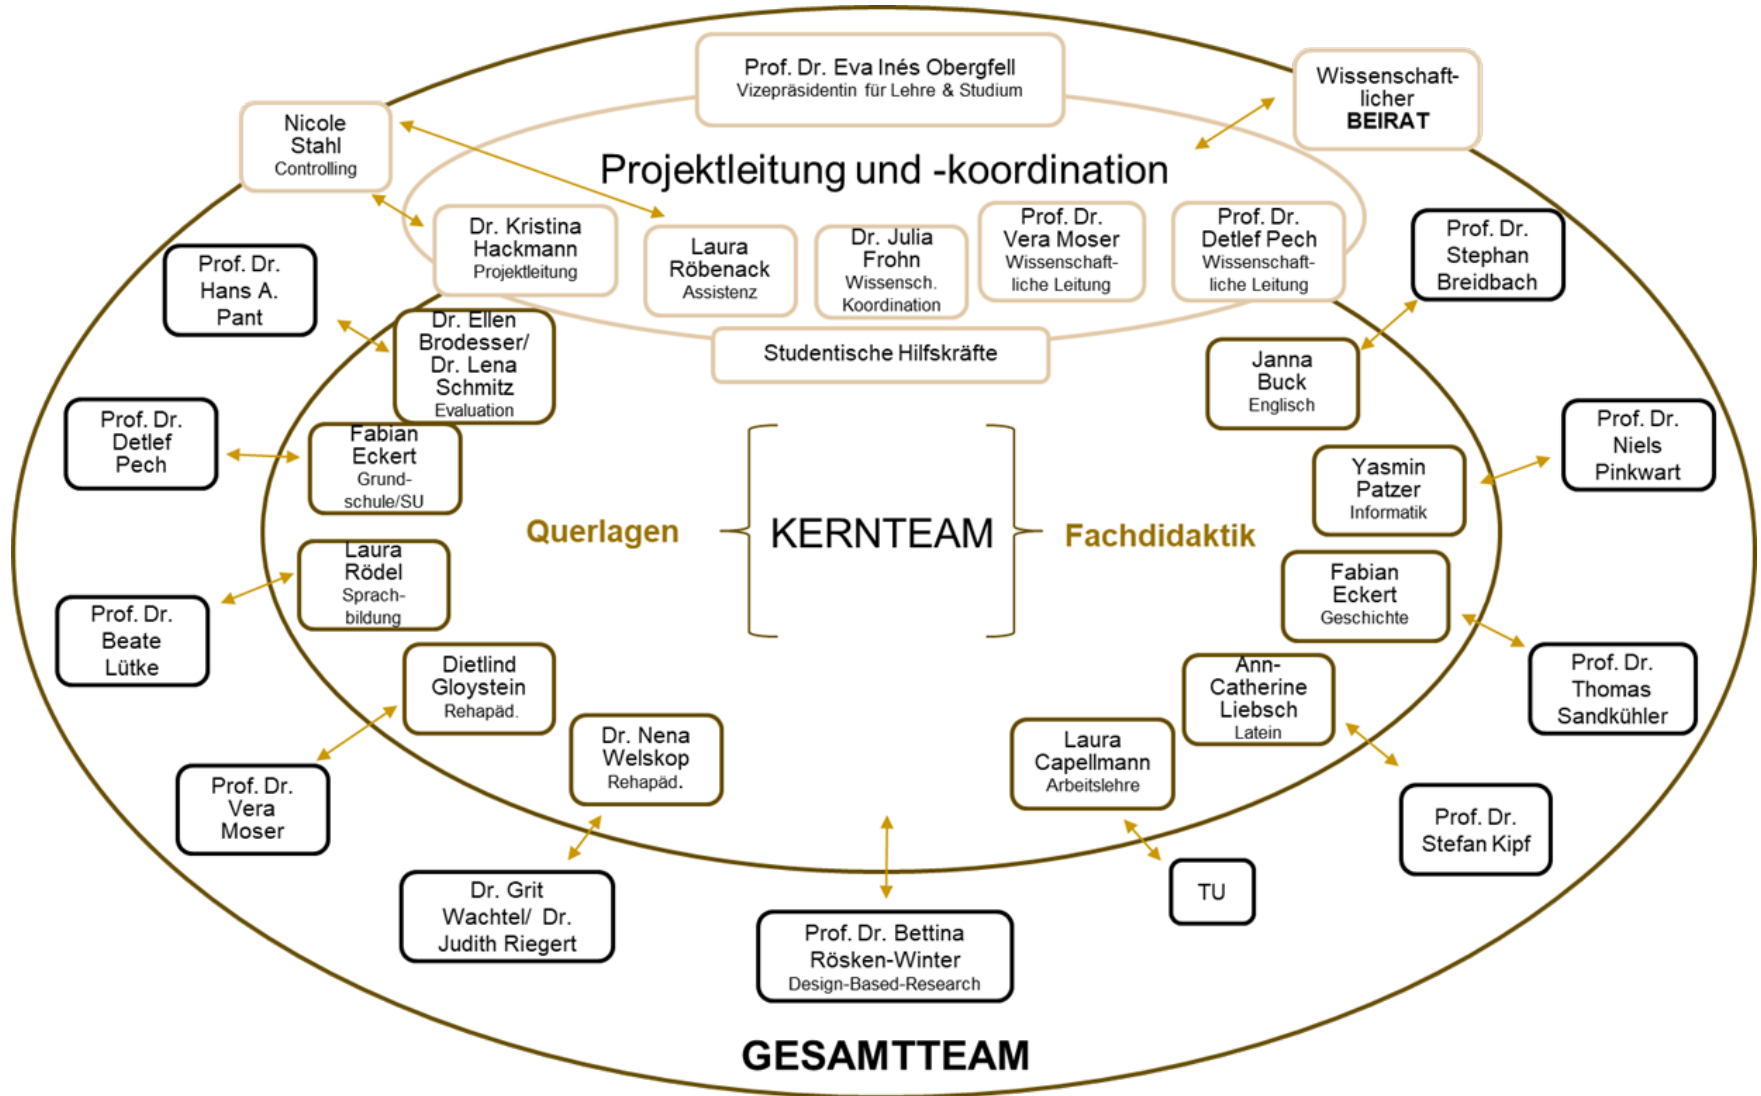 Prof. Dr. Eva Inés Obergfell
Vizepräsidentin für Lehre & Studium
Wissenschaft-
licher
BEIRAT
Nicole
Stahl
Controlling
Projektleitung und -koordination
Dr. Kristina
Hackmann
Projektleitung
Laura
Röbenack
Assistenz
Dr. Julia
Frohn
Wissensch.
Koordination
Prof. Dr.
Vera Moser
Wissenschaft-
liche Leitung
Prof. Dr.
Detlef Pech
Wissenschaft-
liche Leitung
Studentische Hilfskräfte
Prof. Dr.
Hans A.
Pant
Dr. Ellen
Brodesser/
Dr. Lena
Schmitz
Evaluation
Prof. Dr.
Detlef
Pech
Fabian
Eckert
Grund-
schule/SU
Prof. Dr.
Beate
Lütke
Laura
Rödel
Sprach-
bildung
Prof. Dr.
Vera
Moser
Dietlind
Gloystein
Rehapäd.
Dr. Nena
Welskop
Rehapäd.
Dr. Grit
Wachtel/ Dr.
Judith Riegert
Querlagen
KERNTEAM
Fachdidaktik
Prof. Dr.
Stephan
Breidbach
Janna
Buck
Englisch
Prof. Dr.
Niels
Pinkwart
Yasmin
Patzer
Informatik
Fabian
Eckert
Geschichte
Prof. Dr.
Thomas
Sandkühler
Ann-
Catherine
Liebsch
Latein
Prof. Dr.
Stefan Kipf
Laura
Capellmann
Arbeitslehre
TU
Prof. Dr. Bettina
Rösken-Winter
Design-Based-Research
GESAMTTEAM